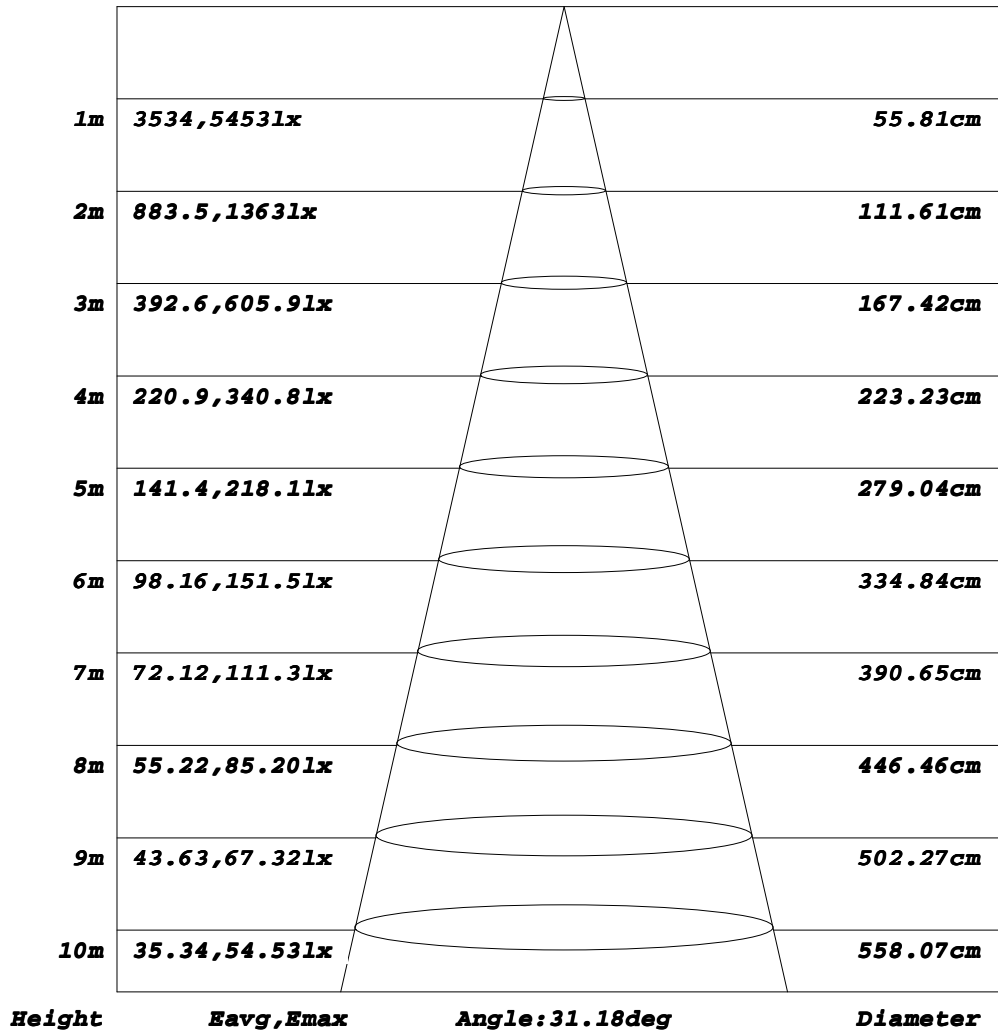 1m 3534,5453lx 55.81cm
2m 883.5,1363lx 111.61cm
3m 392.6,605.9lx 167.42cm
4m 220.9,340.8lx 223.23cm
5m 141.4,218.1lx 279.04cm
6m 98.16,151.5lx 334.84cm
7m 72.12,111.3lx 390.65cm
8m 55.22,85.20lx 446.46cm
9m 43.63,67.32lx 502.27cm
10m 35.34,54.53lx 558.07cm
Height Eavg,Emax Angle:31.18deg Diameter